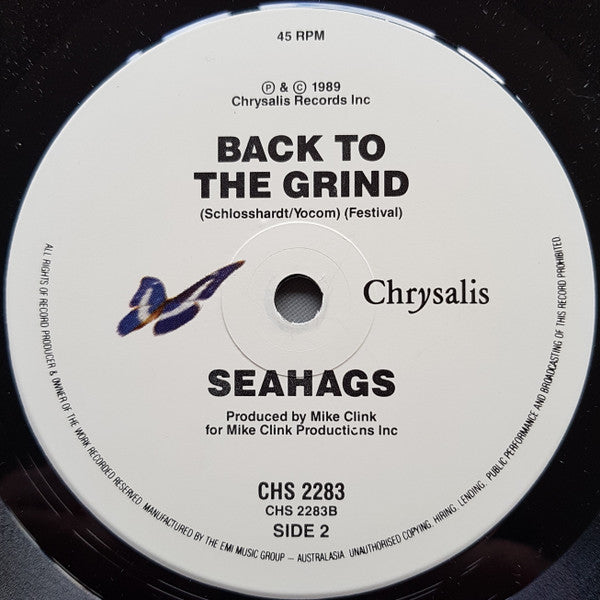 45 RPM
Ⓟ & © 1989
Chrysalis Records Inc
BACK TO
THE GRIND
(Schlosshardt/Yocom) (Festival)
Chrysalis
SEAHAGS
Produced by Mike Clink
for Mike Clink Productions Inc
CHS 2283
CHS 2283B
SIDE 2
ALL RIGHTS OF RECORD PRODUCER & OWNER OF THE WORK RECORDED RESERVED. MANUFACTURED BY THE EMI MUSIC GROUP – AUSTRALASIA. UNAUTHORISED COPYING, HIRING, LENDING, PUBLIC PERFORMANCE AND BROADCASTING OF THIS RECORD PROHIBITED